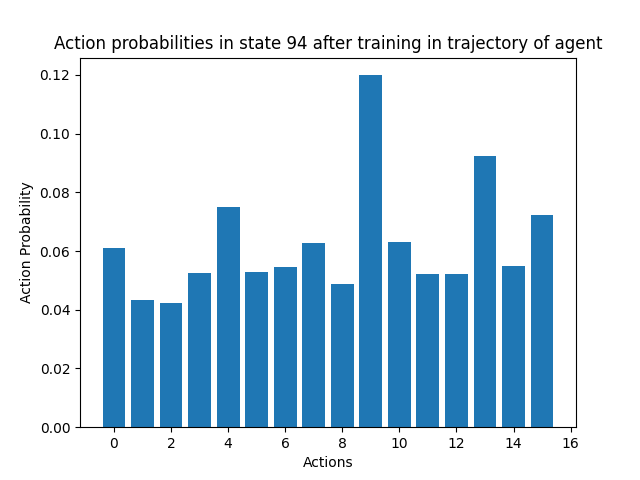 Action probabilities in state 94 after training in trajectory of agent
0.12
0.10
0.08
0.06
0.04
0.02
0.00
Action Probability
0 2 4 6 8 10 12 14 16
Actions